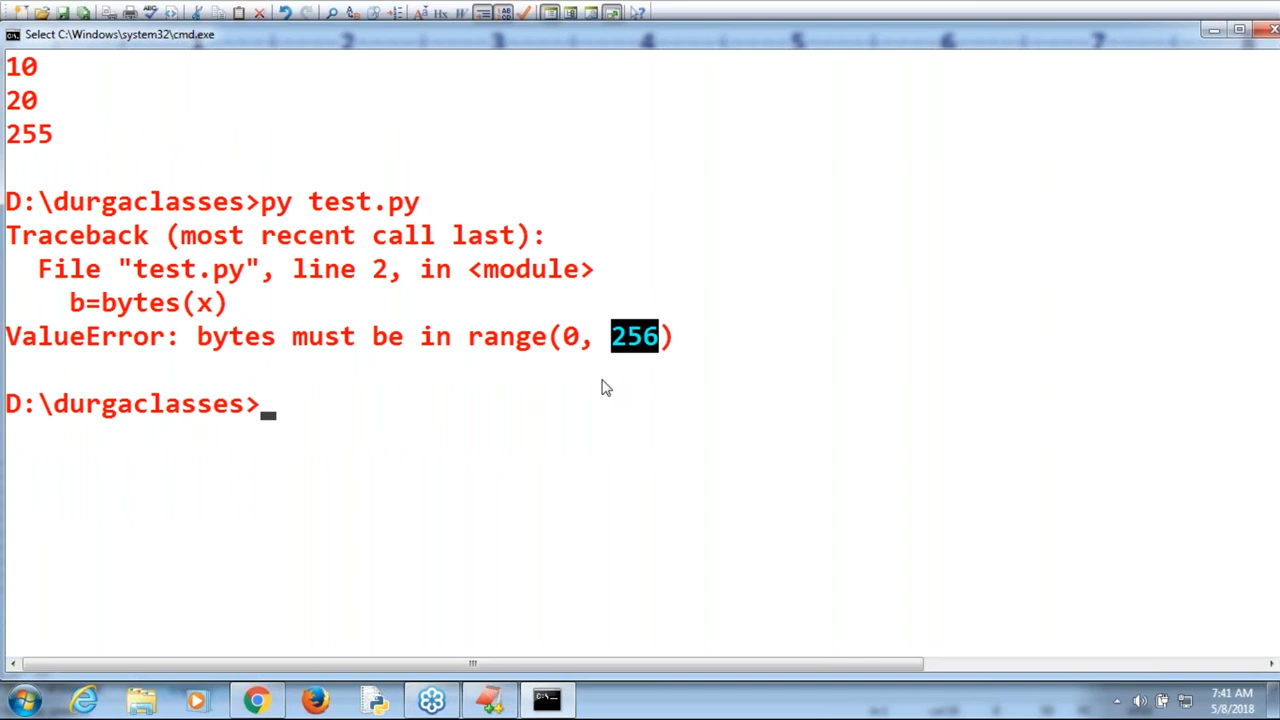 Select C:\Windows\system32\cmd.exe
10
20
255
D:\durgaclasses>py test.py
Traceback (most recent call last):
File "test.py", line 2, in <module>
b=bytes(x)
ValueError: bytes must be in range(0, 256)
D:\durgaclasses>
7:41 AM
5/8/2018